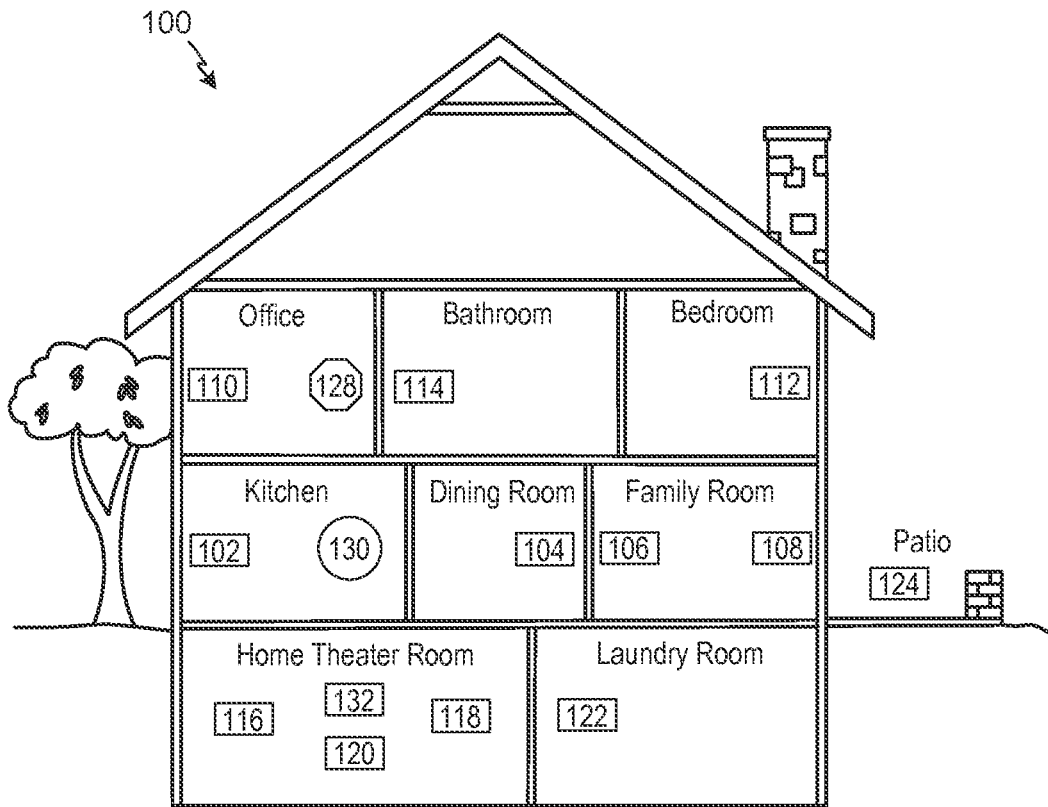 100
Office
Bathroom
Bedroom
110
128
114
112
Kitchen
Dining Room
Family Room
102
130
104
106
108
Patio
124
Home Theater Room
Laundry Room
116
132
118
120
122